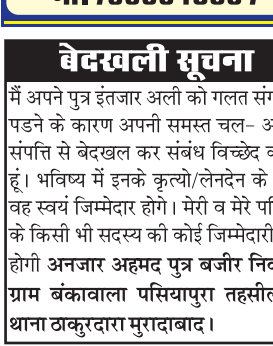 बेदखली सूचना
मैं अपने पुत्र इंतजार अली को गलत
पडने के कारण अपनी समस्त चल-
संपत्ति से बेदखल कर संबंध विच्छेद
हूं। भविष्य में इनके कृत्यो/लेनदेन के
वह स्वयं जिम्मेदार होगे। मेरी व मेरे
के किसी भी सदस्य की कोई जिम्मेदारी
होगी अनजार अहमद पुत्र बजीर
ग्राम बंकावाला पसियापुरा
थाना ठाकुरदारा मुरादाबाद।